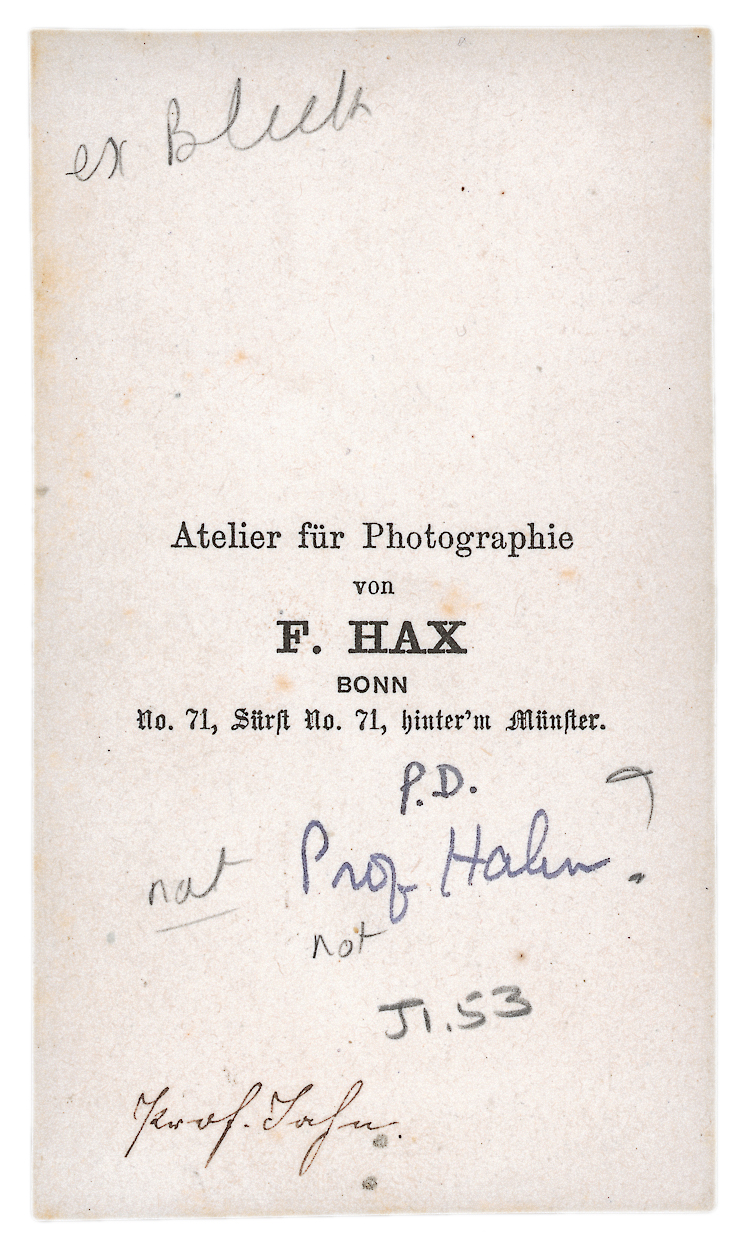 ex Bleek
Atelier für Photographie
von
F. HAX
BONN
No. 71, Sürst No. 71, hinter'm Münster.
P.D.
not Prof Hahn ?
not
J1.53
Prof. Jahn.